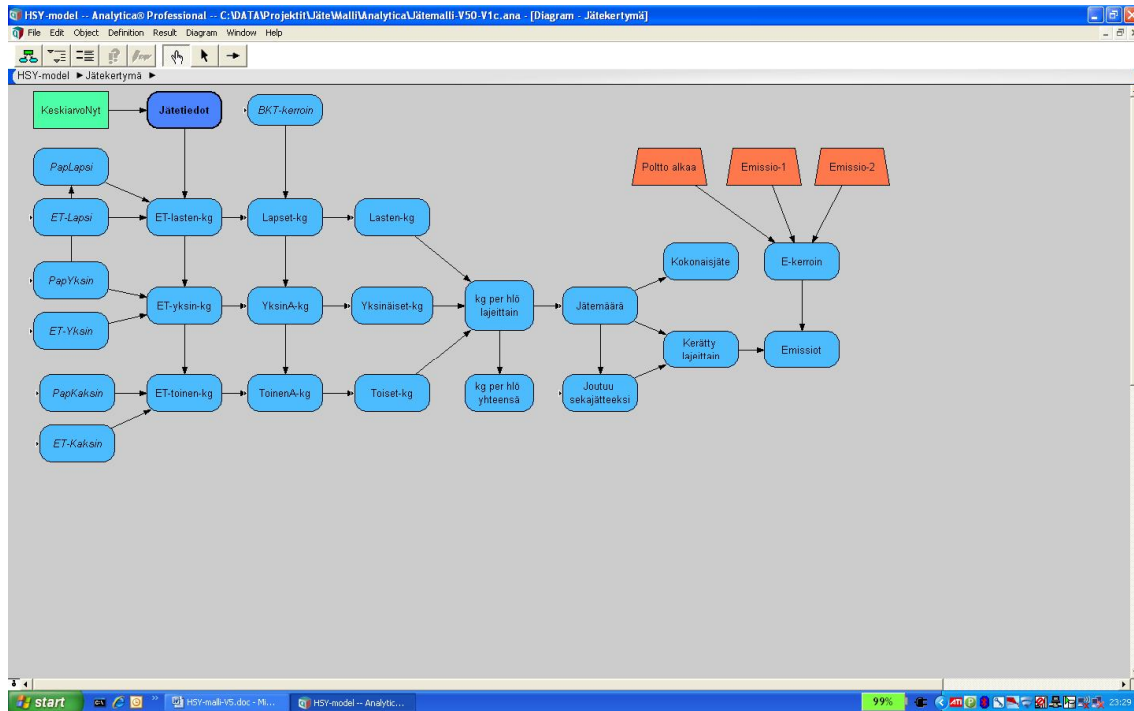 HSY-model -- Analytica® Professional -- C:\DATA\Projektit\Jäte\Malli\Analytica\Jätemalli-V50-V1c.ana - [Diagram - Jätekertymä]
File Edit Object Definition Result Diagram Window Help
HSY-model ▶ Jätekertymä ▶
KeskiarvoNyt
Jätetiedot
BKT-kerroin
PapLapsi
Poltto alkaa
Emissio-1
Emissio-2
ET-Lapsi
ET-lasten-kg
Lapset-kg
Lasten-kg
Kokonaisjäte
E-kerroin
PapYksin
ET-yksin-kg
YksinA-kg
Yksinäiset-kg
kg per hlö
lajeittain
Jätemäärä
ET-Yksin
Kerätty
lajeittain
Emissiot
PapKaksin
ET-toinen-kg
ToinenA-kg
Toiset-kg
kg per hlö
yhteensä
Joutuu
sekajätteeksi
ET-Kaksin
start
HSY-malli-V5.doc - Mi...
HSY-model -- Analytic...
99%
23:29